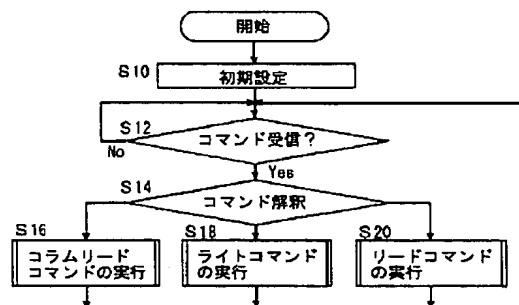 開始
S10
初期設定
S12
コマンド受信?
No
Yes
S14
コマンド解釈
S16
コラムリード
コマンドの実行
S18
ライトコマンド
の実行
S20
リードコマンド
の実行